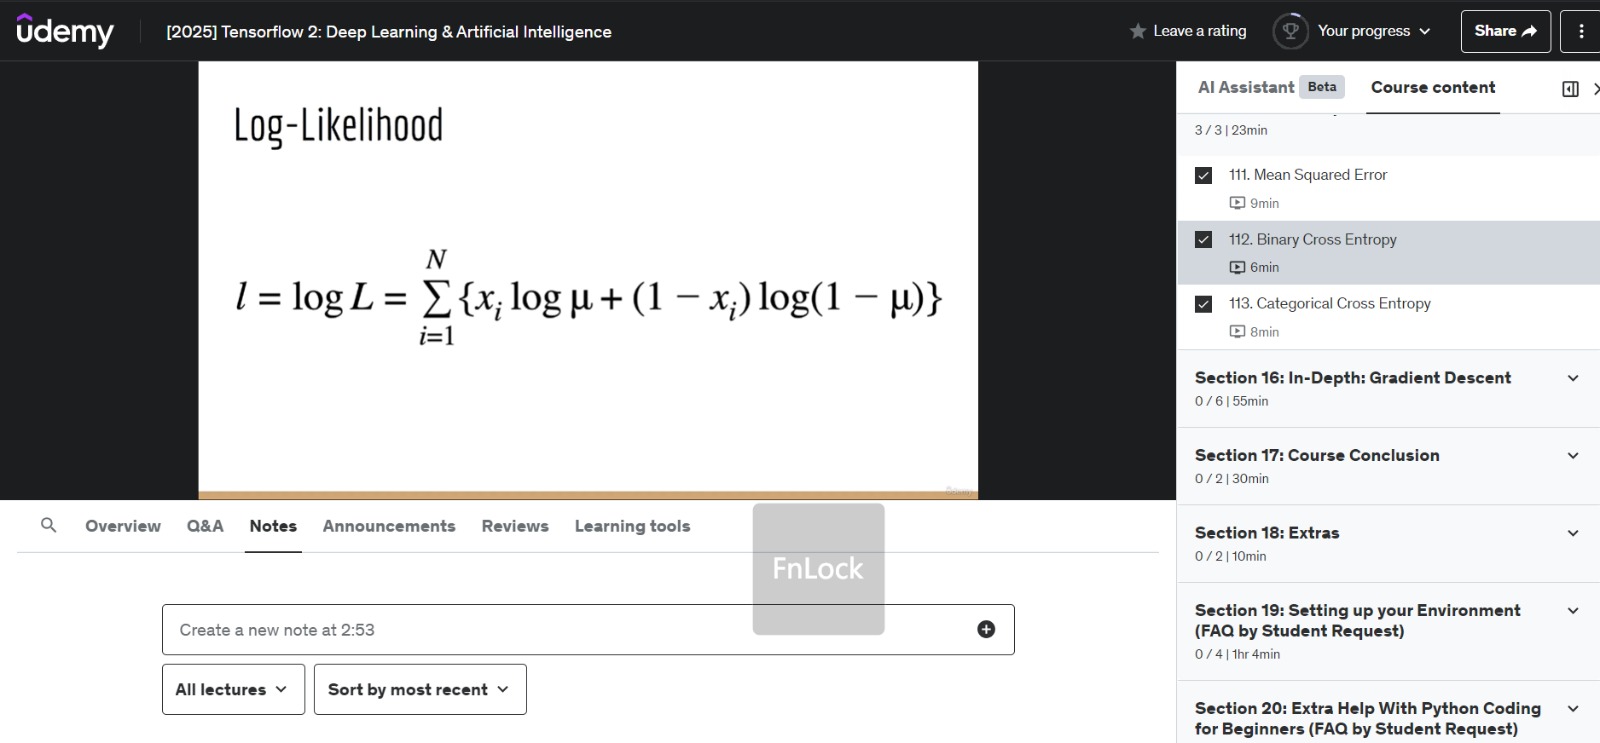 ûdemy
[2025] Tensorflow 2: Deep Learning & Artificial Intelligence
Leave a rating
Your progress
Share
Log-Likelihood
l = log L = N∑i=1 {xi log μ + (1 − xi) log(1 − μ)}
Udemy
Overview Q&A Notes Announcements Reviews Learning tools
FnLock
Create a new note at 2:53
All lectures Sort by most recent
AI Assistant Beta Course content
3 / 3 | 23min
111. Mean Squared Error
9min
112. Binary Cross Entropy
6min
113. Categorical Cross Entropy
8min
Section 16: In-Depth: Gradient Descent
0 / 6 | 55min
Section 17: Course Conclusion
0 / 2 | 30min
Section 18: Extras
0 / 2 | 10min
Section 19: Setting up your Environment
(FAQ by Student Request)
0 / 4 | 1hr 4min
Section 20: Extra Help With Python Coding
for Beginners (FAQ by Student Request)